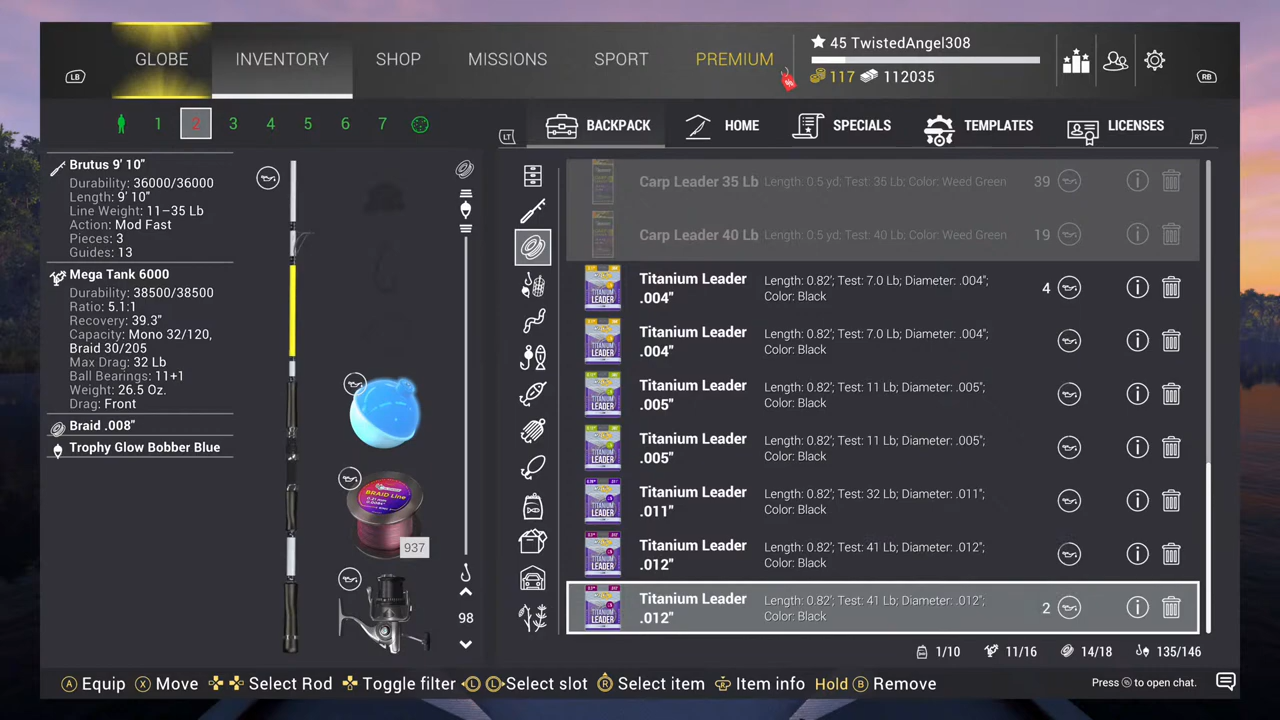 GLOBE
INVENTORY
SHOP
MISSIONS
SPORT
PREMIUM
45 TwistedAngel308
117 112035
LB
RB
1 2 3 4 5 6 7
LT
BACKPACK
HOME
SPECIALS
TEMPLATES
LICENSES
RT
Brutus 9' 10"
Durability: 36000/36000
Length: 9' 10"
Line Weight: 11–35 Lb
Action: Mod Fast
Pieces: 3
Guides: 13
Mega Tank 6000
Durability: 38500/38500
Ratio: 5.1:1
Recovery: 39.3"
Capacity: Mono 32/120,
Braid 30/205
Max Drag: 32 Lb
Ball Bearings: 11+1
Weight: 26.5 Oz.
Drag: Front
Braid .008"
Trophy Glow Bobber Blue
BRAID Line
937
98
Carp Leader 35 Lb Length: 0.5 yd; Test: 35 Lb; Color: Weed Green 39
Carp Leader 40 Lb Length: 0.5 yd; Test: 40 Lb; Color: Weed Green 19
Titanium Leader .004" Length: 0.82'; Test: 7.0 Lb; Diameter: .004"; Color: Black 4
Titanium Leader .004" Length: 0.82'; Test: 7.0 Lb; Diameter: .004"; Color: Black
Titanium Leader .005" Length: 0.82'; Test: 11 Lb; Diameter: .005"; Color: Black
Titanium Leader .005" Length: 0.82'; Test: 11 Lb; Diameter: .005"; Color: Black
Titanium Leader .011" Length: 0.82'; Test: 32 Lb; Diameter: .011"; Color: Black
Titanium Leader .012" Length: 0.82'; Test: 41 Lb; Diameter: .012"; Color: Black
Titanium Leader .012" Length: 0.82'; Test: 41 Lb; Diameter: .012"; Color: Black 2
1/10 11/16 14/18 135/146
A Equip X Move Select Rod Toggle filter L L Select slot R Select item Item info Hold B Remove
Press to open chat.